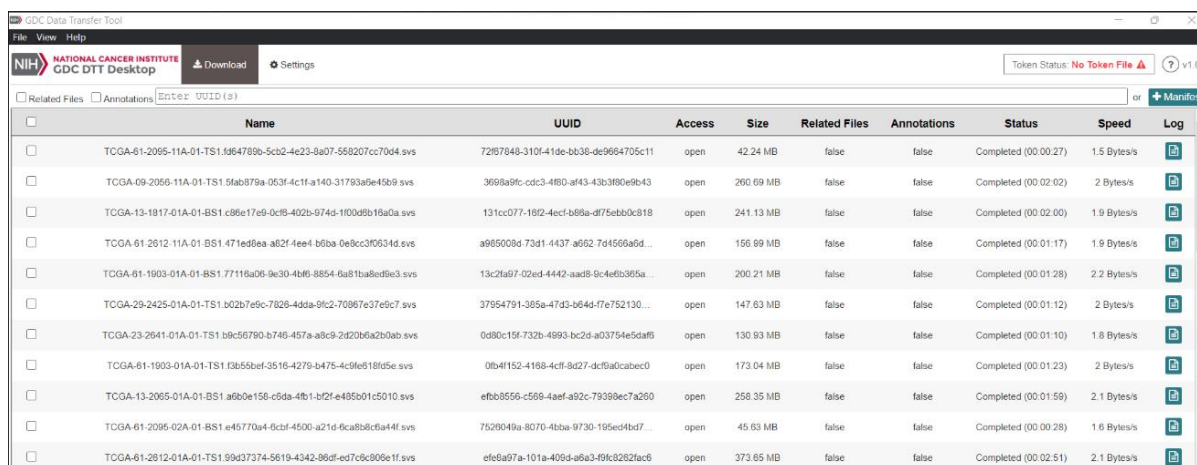 GDC Data Transfer Tool
File View Help
NIH NATIONAL CANCER INSTITUTE
GDC DTT Desktop
Download
Settings
Token Status: No Token File
? v1.0
Related Files Annotations Enter UUID(s) or + Manifes
Name UUID Access Size Related Files Annotations Status Speed Log
TCGA-61-2095-11A-01-TS1.fd64789b-5cb2-4e23-8a07-558207cc70d4.svs 72f67848-310f-41de-bb38-de9664705c11 open 42.24 MB false false Completed (00:00:27) 1.5 Bytes/s
TCGA-09-2056-11A-01-TS1.5fab879a-053f-4c1f-a140-31793a6e45b9.svs 3698a9fc-cdc3-4f80-af43-43b3f80e9b43 open 260.69 MB false false Completed (00:02:02) 2 Bytes/s
TCGA-13-1817-01A-01-BS1.c86e17e9-0cf6-402b-974d-1f00d6b16a0a.svs 131cc077-16f2-4ecf-b86a-df75ebb0c818 open 241.13 MB false false Completed (00:02:00) 1.9 Bytes/s
TCGA-61-2612-11A-01-BS1.471ed8ea-a82f-4ee4-b6ba-0e8cc3f0634d.svs a985008d-73d1-4437-a662-7d4566a6d... open 156.99 MB false false Completed (00:01:17) 1.9 Bytes/s
TCGA-61-1903-01A-01-BS1.77116a06-9e30-4bf6-8854-6a81ba8ed9e3.svs 13c2fa97-02ed-4442-aad8-9c4e6b365a... open 200.21 MB false false Completed (00:01:28) 2.2 Bytes/s
TCGA-29-2425-01A-01-TS1.b02b7e9c-7826-4dda-9fc2-70867e37e9c7.svs 37954791-385a-47d3-b64d-f7e752130... open 147.63 MB false false Completed (00:01:12) 2 Bytes/s
TCGA-23-2641-01A-01-TS1.b9c56790-b746-457a-a8c9-2d20b6a2b0ab.svs 0d80c15f-732b-4993-bc2d-a03754e5daf6 open 130.93 MB false false Completed (00:01:10) 1.8 Bytes/s
TCGA-61-1903-01A-01-TS1.f3b55bef-3516-4279-b475-4c9fe618fd5e.svs 0fb4f152-4168-4cff-8d27-dcf9a0cabec0 open 173.04 MB false false Completed (00:01:23) 2 Bytes/s
TCGA-13-2065-01A-01-BS1.a6b0e158-c6da-4fb1-bf2f-e485b01c5010.svs efbb8556-c569-4aef-a92c-79398ec7a260 open 258.35 MB false false Completed (00:01:59) 2.1 Bytes/s
TCGA-61-2095-02A-01-BS1.e45770a4-6cbf-4500-a21d-6ca8b8c6a44f.svs 7526049a-8070-4bba-9730-195ed4bd7... open 45.63 MB false false Completed (00:00:28) 1.6 Bytes/s
TCGA-61-2612-01A-01-TS1.99d37374-5619-4342-86df-ed7c6c806e1f.svs efe8a97a-101a-409d-a6a3-f9fc8262fac6 open 373.65 MB false false Completed (00:02:51) 2.1 Bytes/s